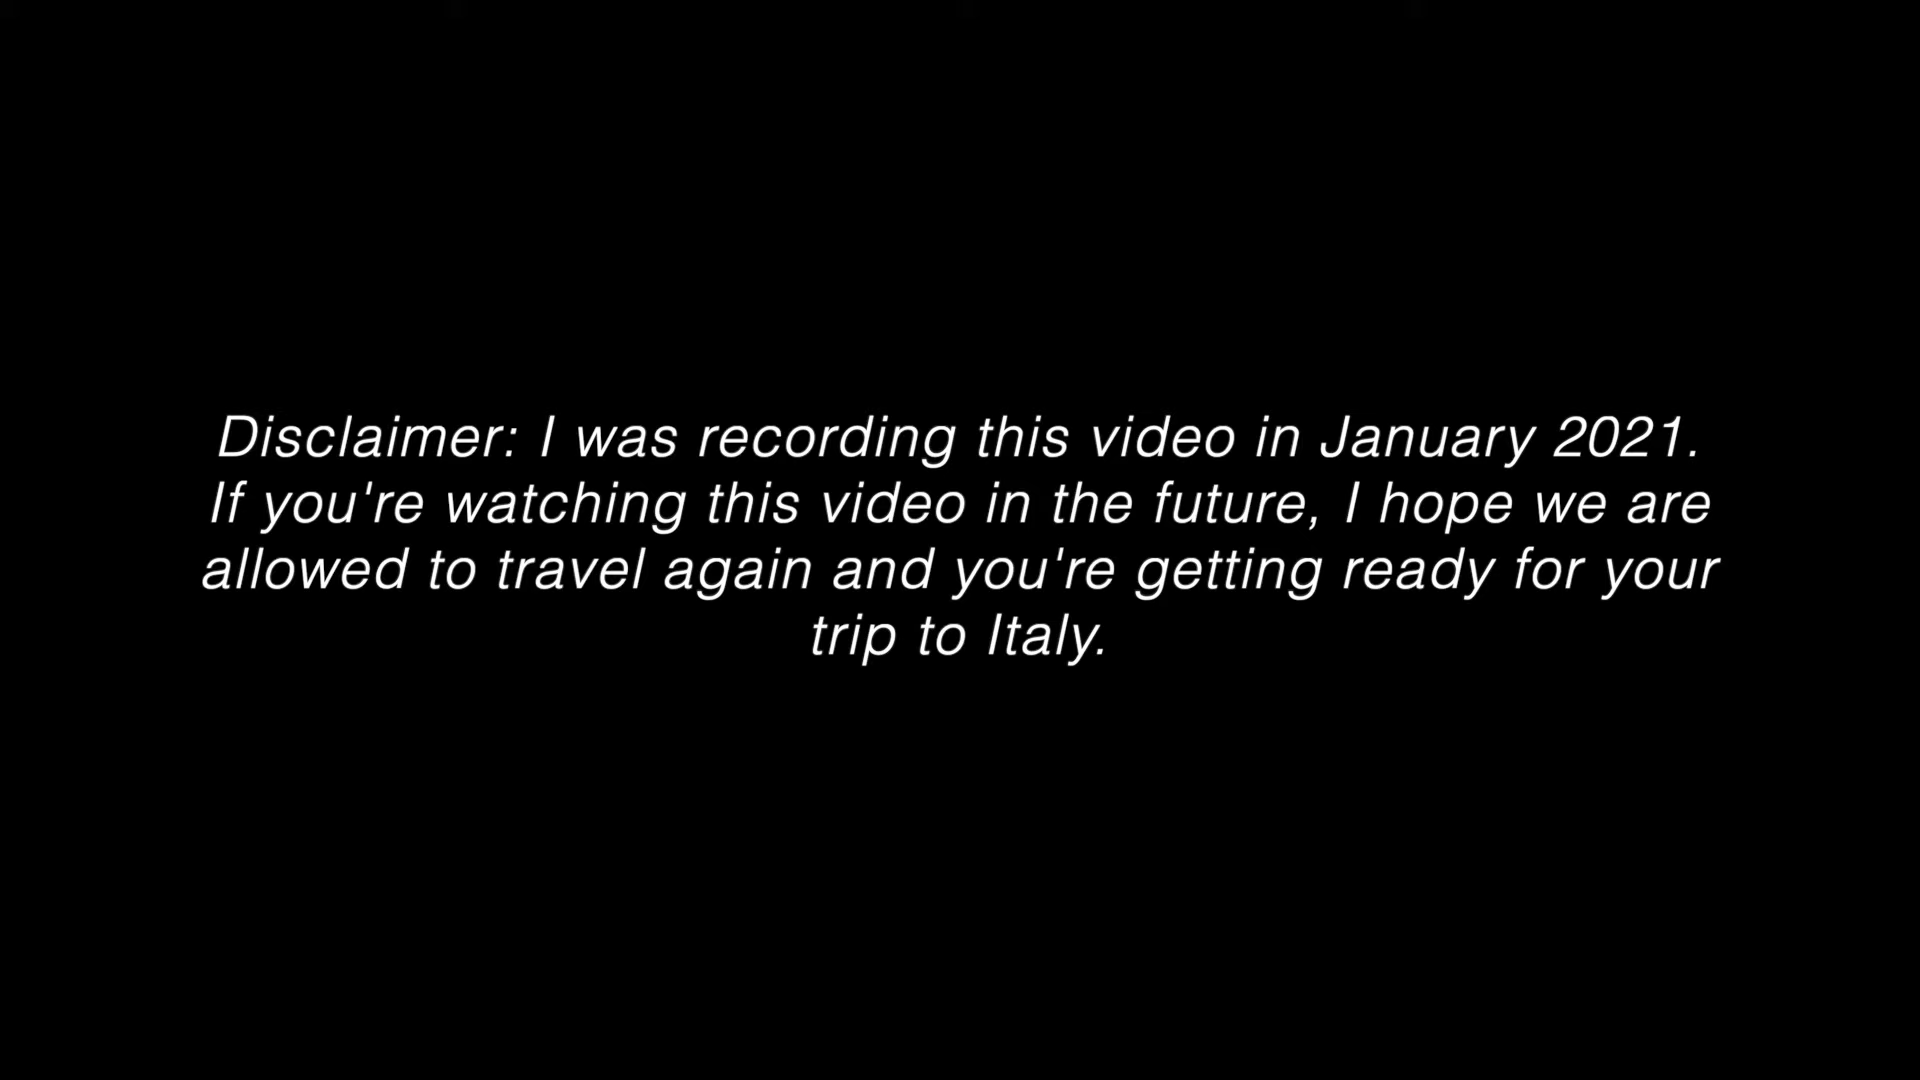 Disclaimer: I was recording this video in January 2021.
If you're watching this video in the future, I hope we are
allowed to travel again and you're getting ready for your
trip to Italy.